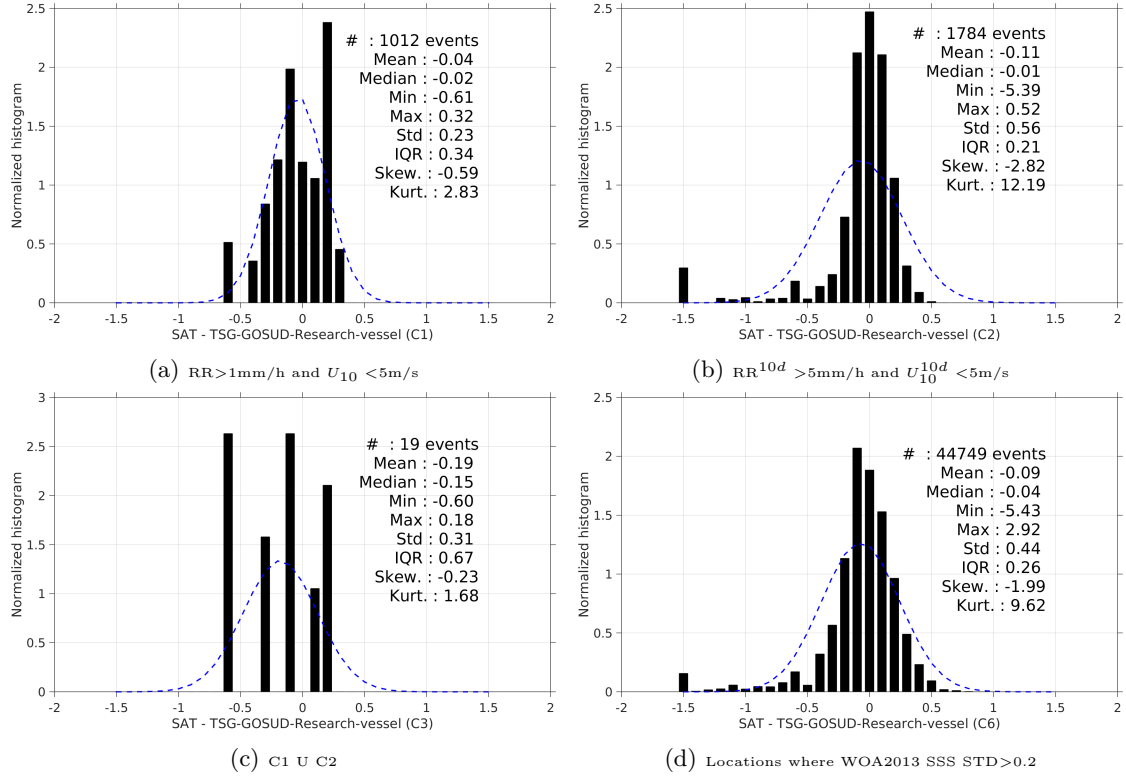 2.5
2
1.5
1
0.5
0
-2 -1.5 -1 -0.5 0 0.5 1 1.5 2
Normalized histogram
# : 1012 events
Mean : -0.04
Median : -0.02
Min : -0.61
Max : 0.32
Std : 0.23
IQR : 0.34
Skew. : -0.59
Kurt. : 2.83
SAT - TSG-GOSUD-Research-vessel (C1)
(a) RR>1mm/h and U10 <5m/s
2.5
2
1.5
1
0.5
0
-2 -1.5 -1 -0.5 0 0.5 1 1.5 2
Normalized histogram
# : 1784 events
Mean : -0.11
Median : -0.01
Min : -5.39
Max : 0.52
Std : 0.56
IQR : 0.21
Skew. : -2.82
Kurt. : 12.19
SAT - TSG-GOSUD-Research-vessel (C2)
(b) RR^10d >5mm/h and U10^10d <5m/s
3
2.5
2
1.5
1
0.5
0
-2 -1.5 -1 -0.5 0 0.5 1 1.5 2
Normalized histogram
# : 19 events
Mean : -0.19
Median : -0.15
Min : -0.60
Max : 0.18
Std : 0.31
IQR : 0.67
Skew. : -0.23
Kurt. : 1.68
SAT - TSG-GOSUD-Research-vessel (C3)
(c) C1 U C2
2.5
2
1.5
1
0.5
0
-2 -1.5 -1 -0.5 0 0.5 1 1.5 2
Normalized histogram
# : 44749 events
Mean : -0.09
Median : -0.04
Min : -5.43
Max : 2.92
Std : 0.44
IQR : 0.26
Skew. : -1.99
Kurt. : 9.62
SAT - TSG-GOSUD-Research-vessel (C6)
(d) Locations where WOA2013 SSS STD>0.2